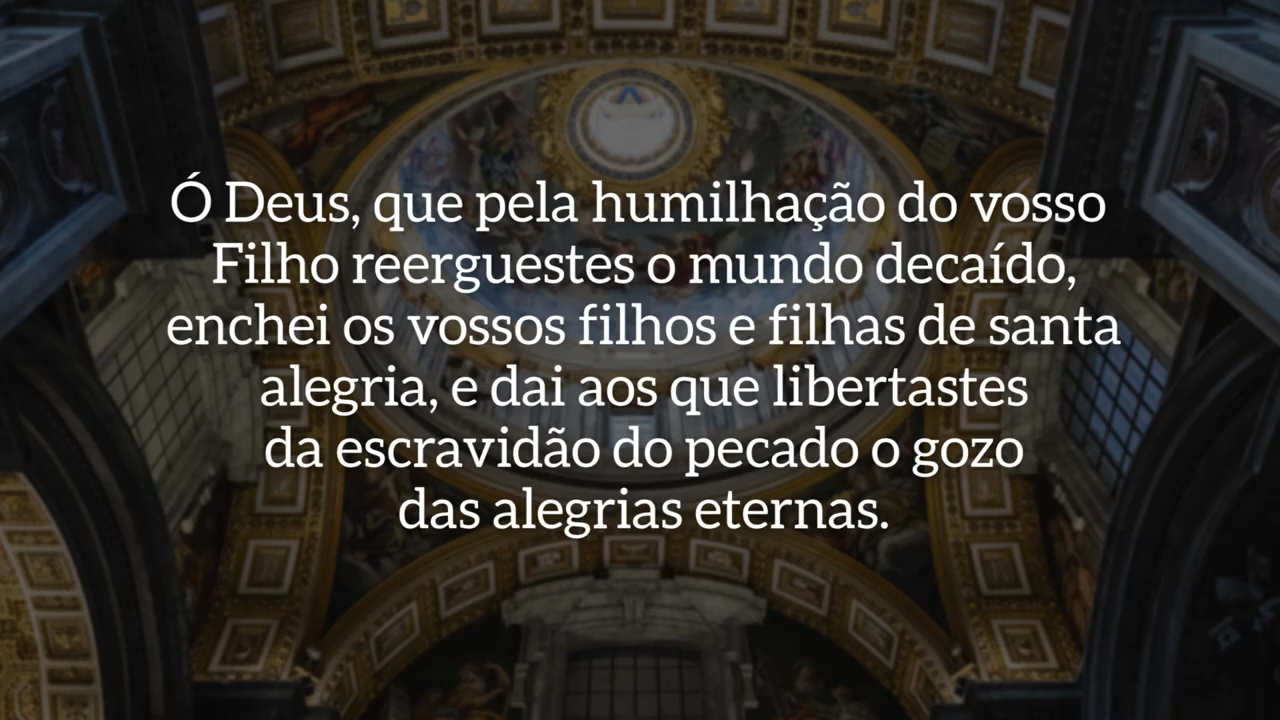 Ó Deus, que pela humilhação do vosso
Filho reerguestes o mundo decaído,
enchei os vossos filhos e filhas de santa
alegria, e dai aos que libertastes
da escravidão do pecado o gozo
das alegrias eternas.